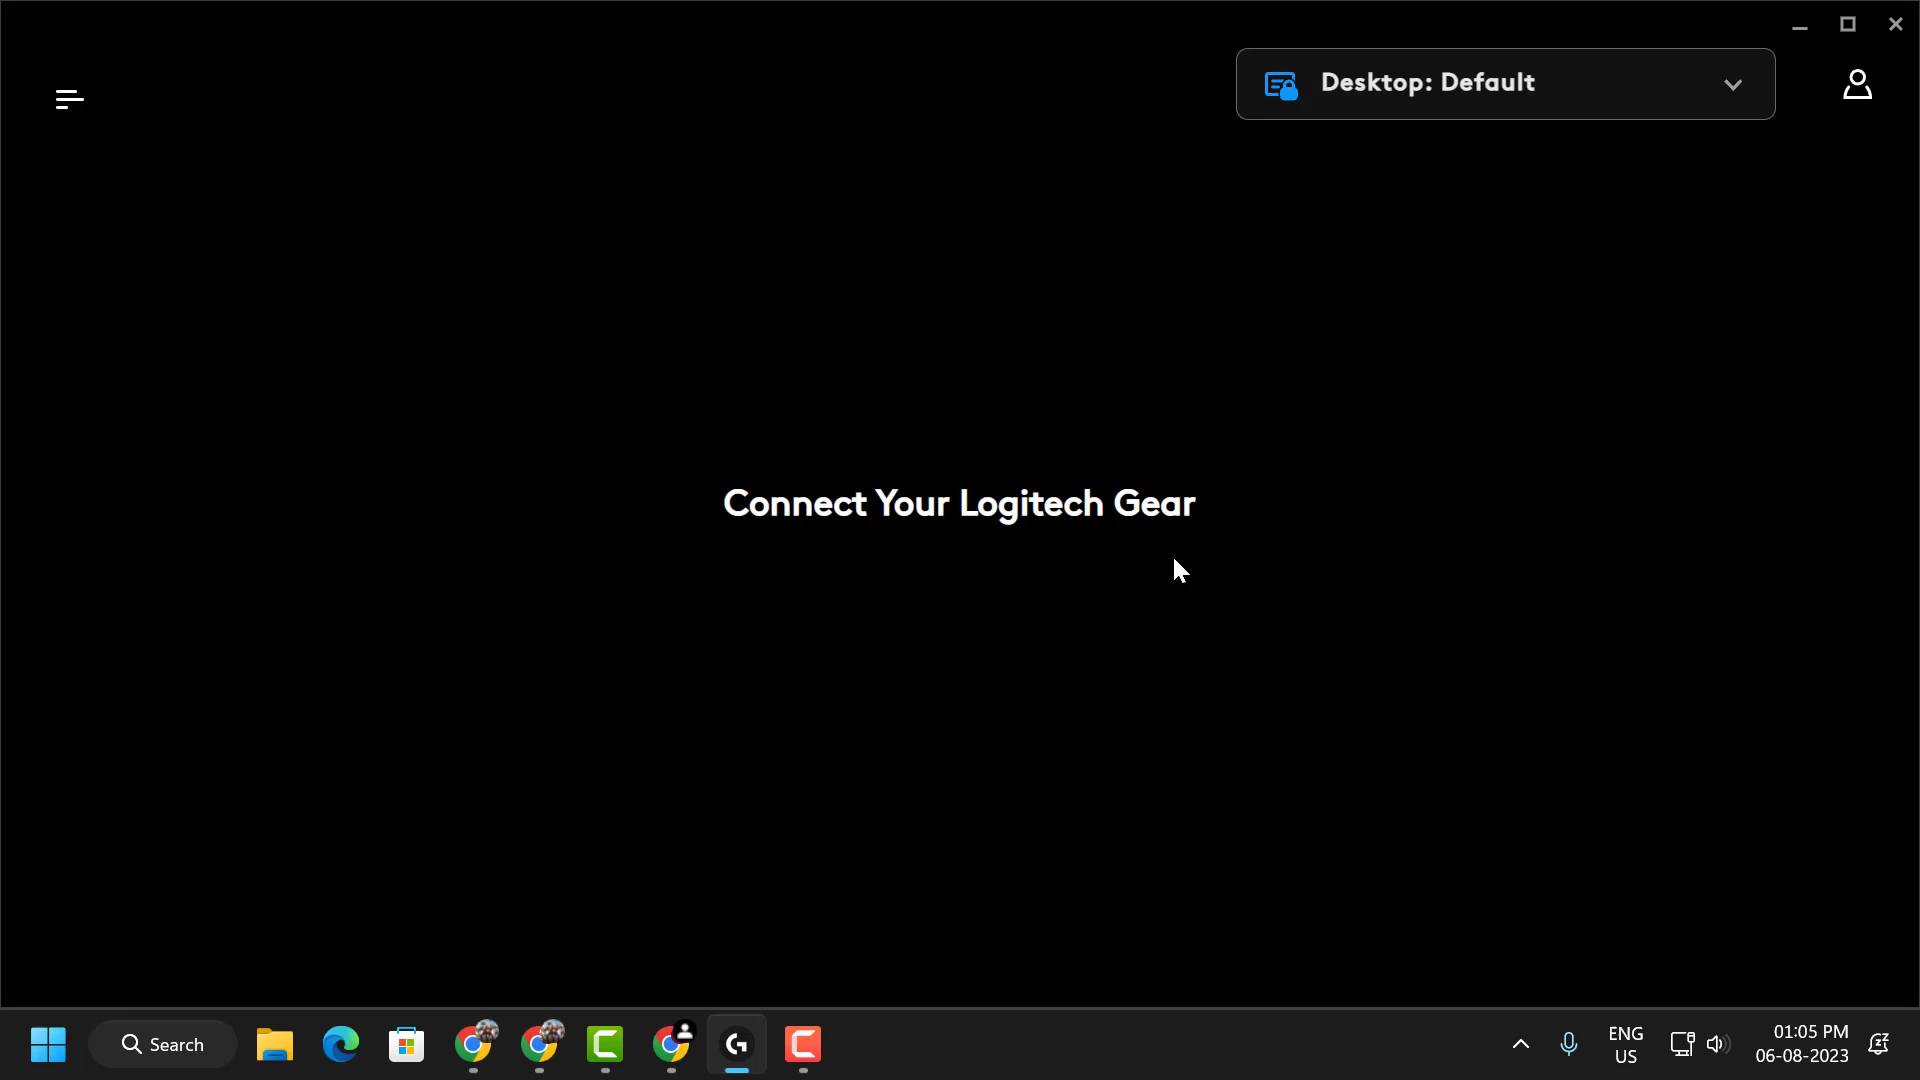 Desktop: Default
Connect Your Logitech Gear
Search
ENG
US
01:05 PM
06-08-2023